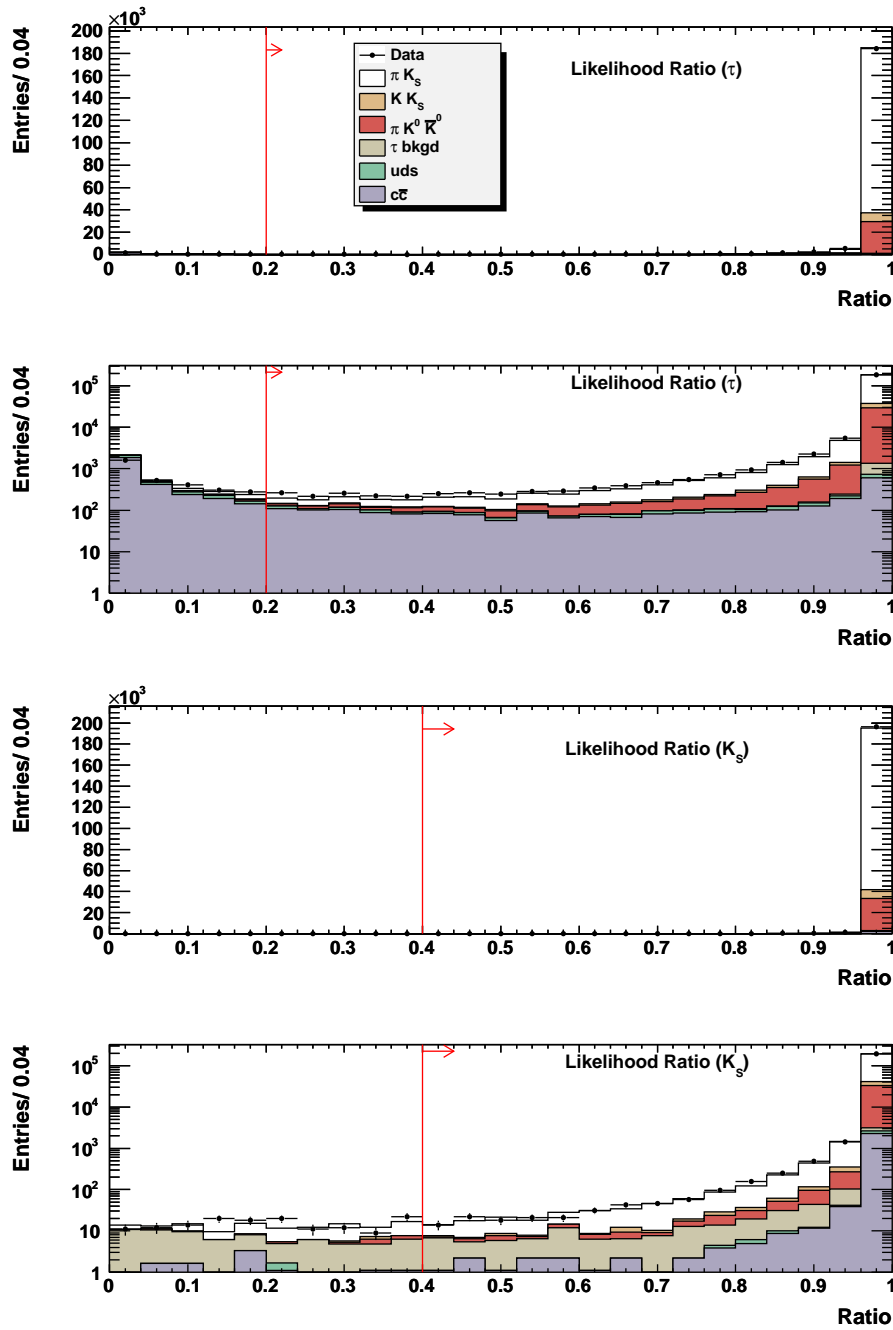 ×10³
200
180
160
140
120
100
80
60
40
20
0
Entries/ 0.04
Likelihood Ratio (τ)
Data
π K_S
K K_S
π K⁰ K̅⁰
τ bkgd
uds
cc̅
0 0.1 0.2 0.3 0.4 0.5 0.6 0.7 0.8 0.9 1
Ratio
Entries/ 0.04
Likelihood Ratio (τ)
10⁵
10⁴
10³
10²
10
1
0 0.1 0.2 0.3 0.4 0.5 0.6 0.7 0.8 0.9 1
Ratio
×10³
200
180
160
140
120
100
80
60
40
20
0
Entries/ 0.04
Likelihood Ratio (K_S)
0 0.1 0.2 0.3 0.4 0.5 0.6 0.7 0.8 0.9 1
Ratio
Entries/ 0.04
Likelihood Ratio (K_S)
10⁵
10⁴
10³
10²
10
1
0 0.1 0.2 0.3 0.4 0.5 0.6 0.7 0.8 0.9 1
Ratio